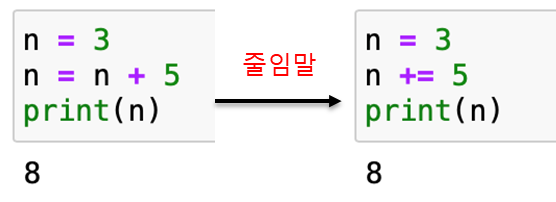 n = 3
n = n + 5
print(n)
8
줄임말
n = 3
n += 5
print(n)
8